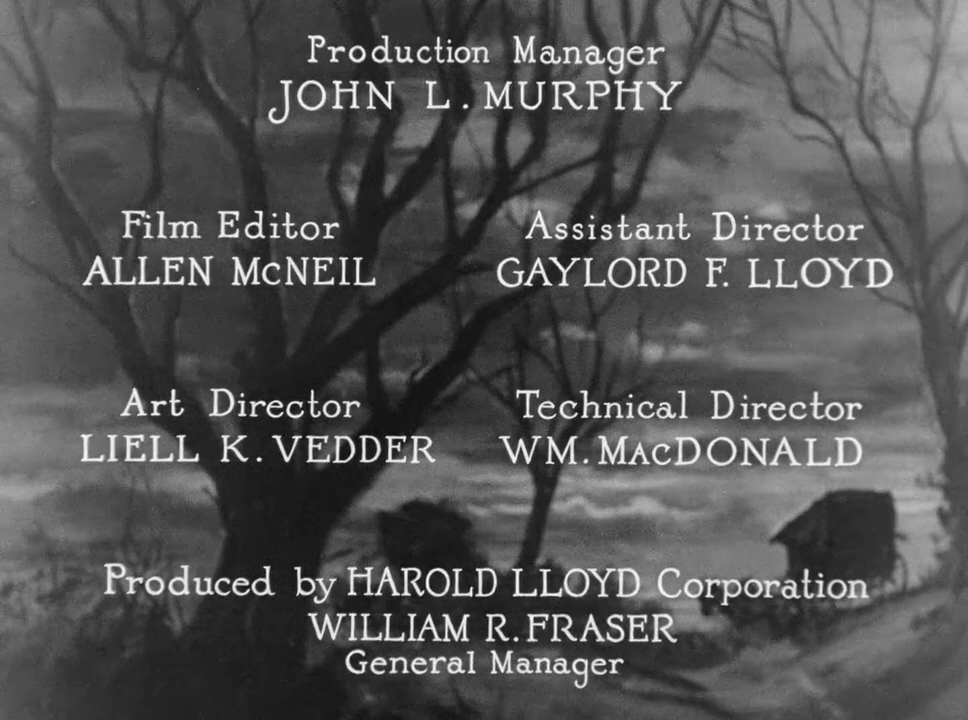 Production Manager
JOHN L. MURPHY
Film Editor
ALLEN McNEIL
Assistant Director
GAYLORD F. LLOYD
Art Director
LIELL K. VEDDER
Technical Director
WM. MacDONALD
Produced by HAROLD LLOYD Corporation
WILLIAM R. FRASER
General Manager